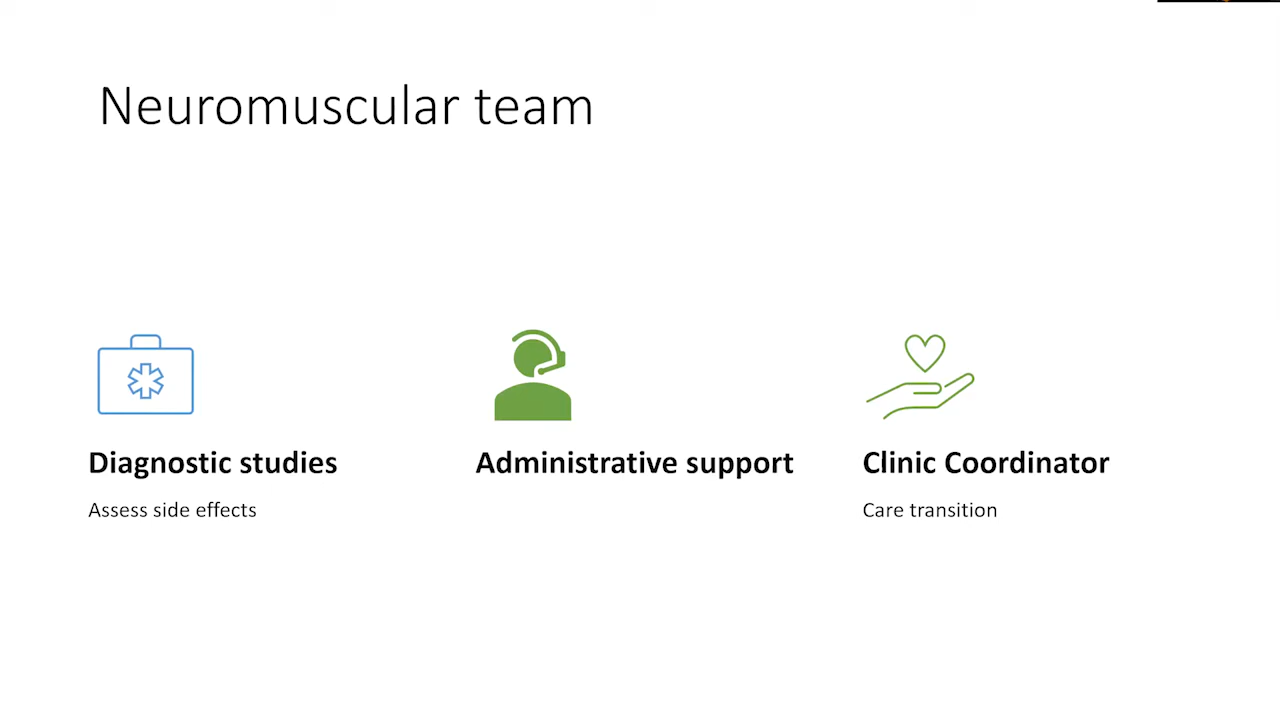 Neuromuscular team
Diagnostic studies
Assess side effects
Administrative support
Clinic Coordinator
Care transition